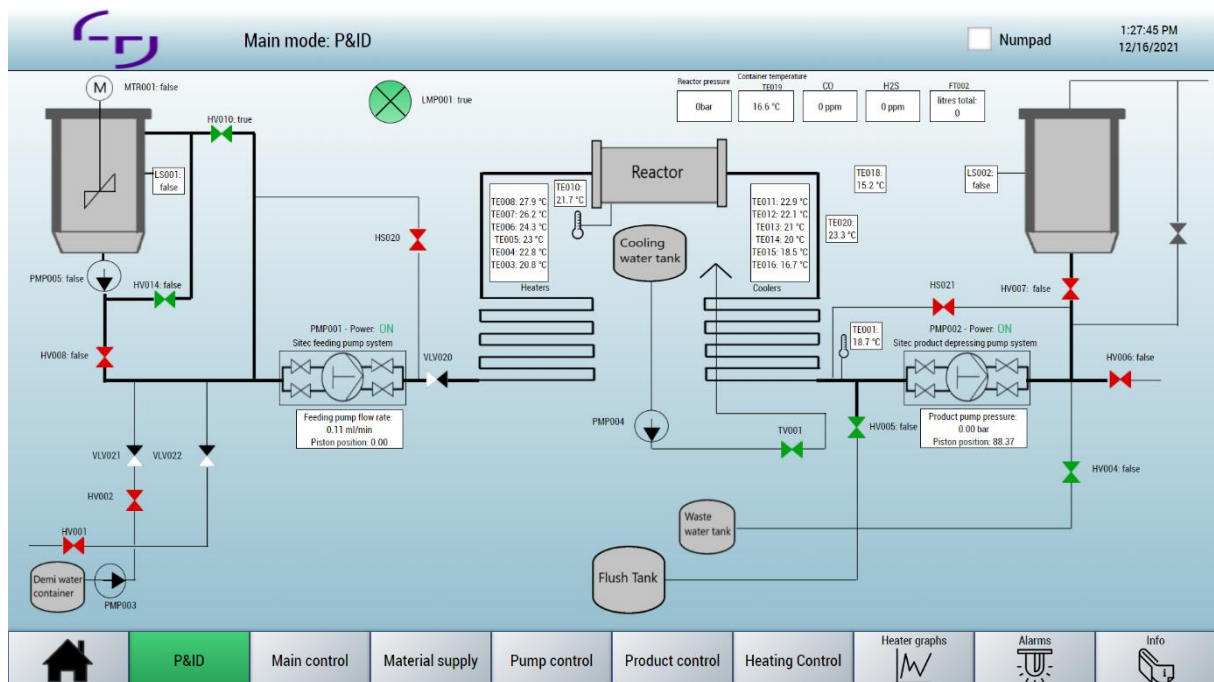 Main mode: P&ID
Numpad
1:27:45 PM
12/16/2021
M
MTR001: false
LMP001: true
HV010: true
LS001:
false
PMP005: false
HV014: false
HV008: false
Reactor pressure
0bar
Container temperature
TE019
16.6 °C
CO
0 ppm
H2S
0 ppm
FT002
litres total:
0
Reactor
TE010:
21.7 °C
TE008: 27.9 °C
TE007: 26.2 °C
TE006: 24.3 °C
TE005: 23 °C
TE004: 22.8 °C
TE003: 20.8 °C
Heaters
HS020
Cooling
water tank
TE011: 22.9 °C
TE012: 22.1 °C
TE013: 21 °C
TE014: 20 °C
TE015: 18.5 °C
TE016: 16.7 °C
Coolers
TE018:
15.2 °C
TE020:
23.3 °C
LS002:
false
HS021
HV007: false
PMP001 - Power: ON
Sitec feeding pump
system
VLV020
Feeding pump flow rate:
0.11 ml/min
Piston position: 0.00
TE001:
18.7 °C
PMP002 - Power: ON
Sitec product depressing pump system
Product pump pressure:
0.00 bar
Piston position: 88.37
HV006: false
PMP004
TV001
HV005: false
HV004: false
VLV021
VLV022
HV002
HV001
Demi water
container
PMP003
Waste
water tank
Flush Tank
P&ID
Main control
Material supply
Pump control
Product control
Heating Control
Heater graphs
Alarms
Info